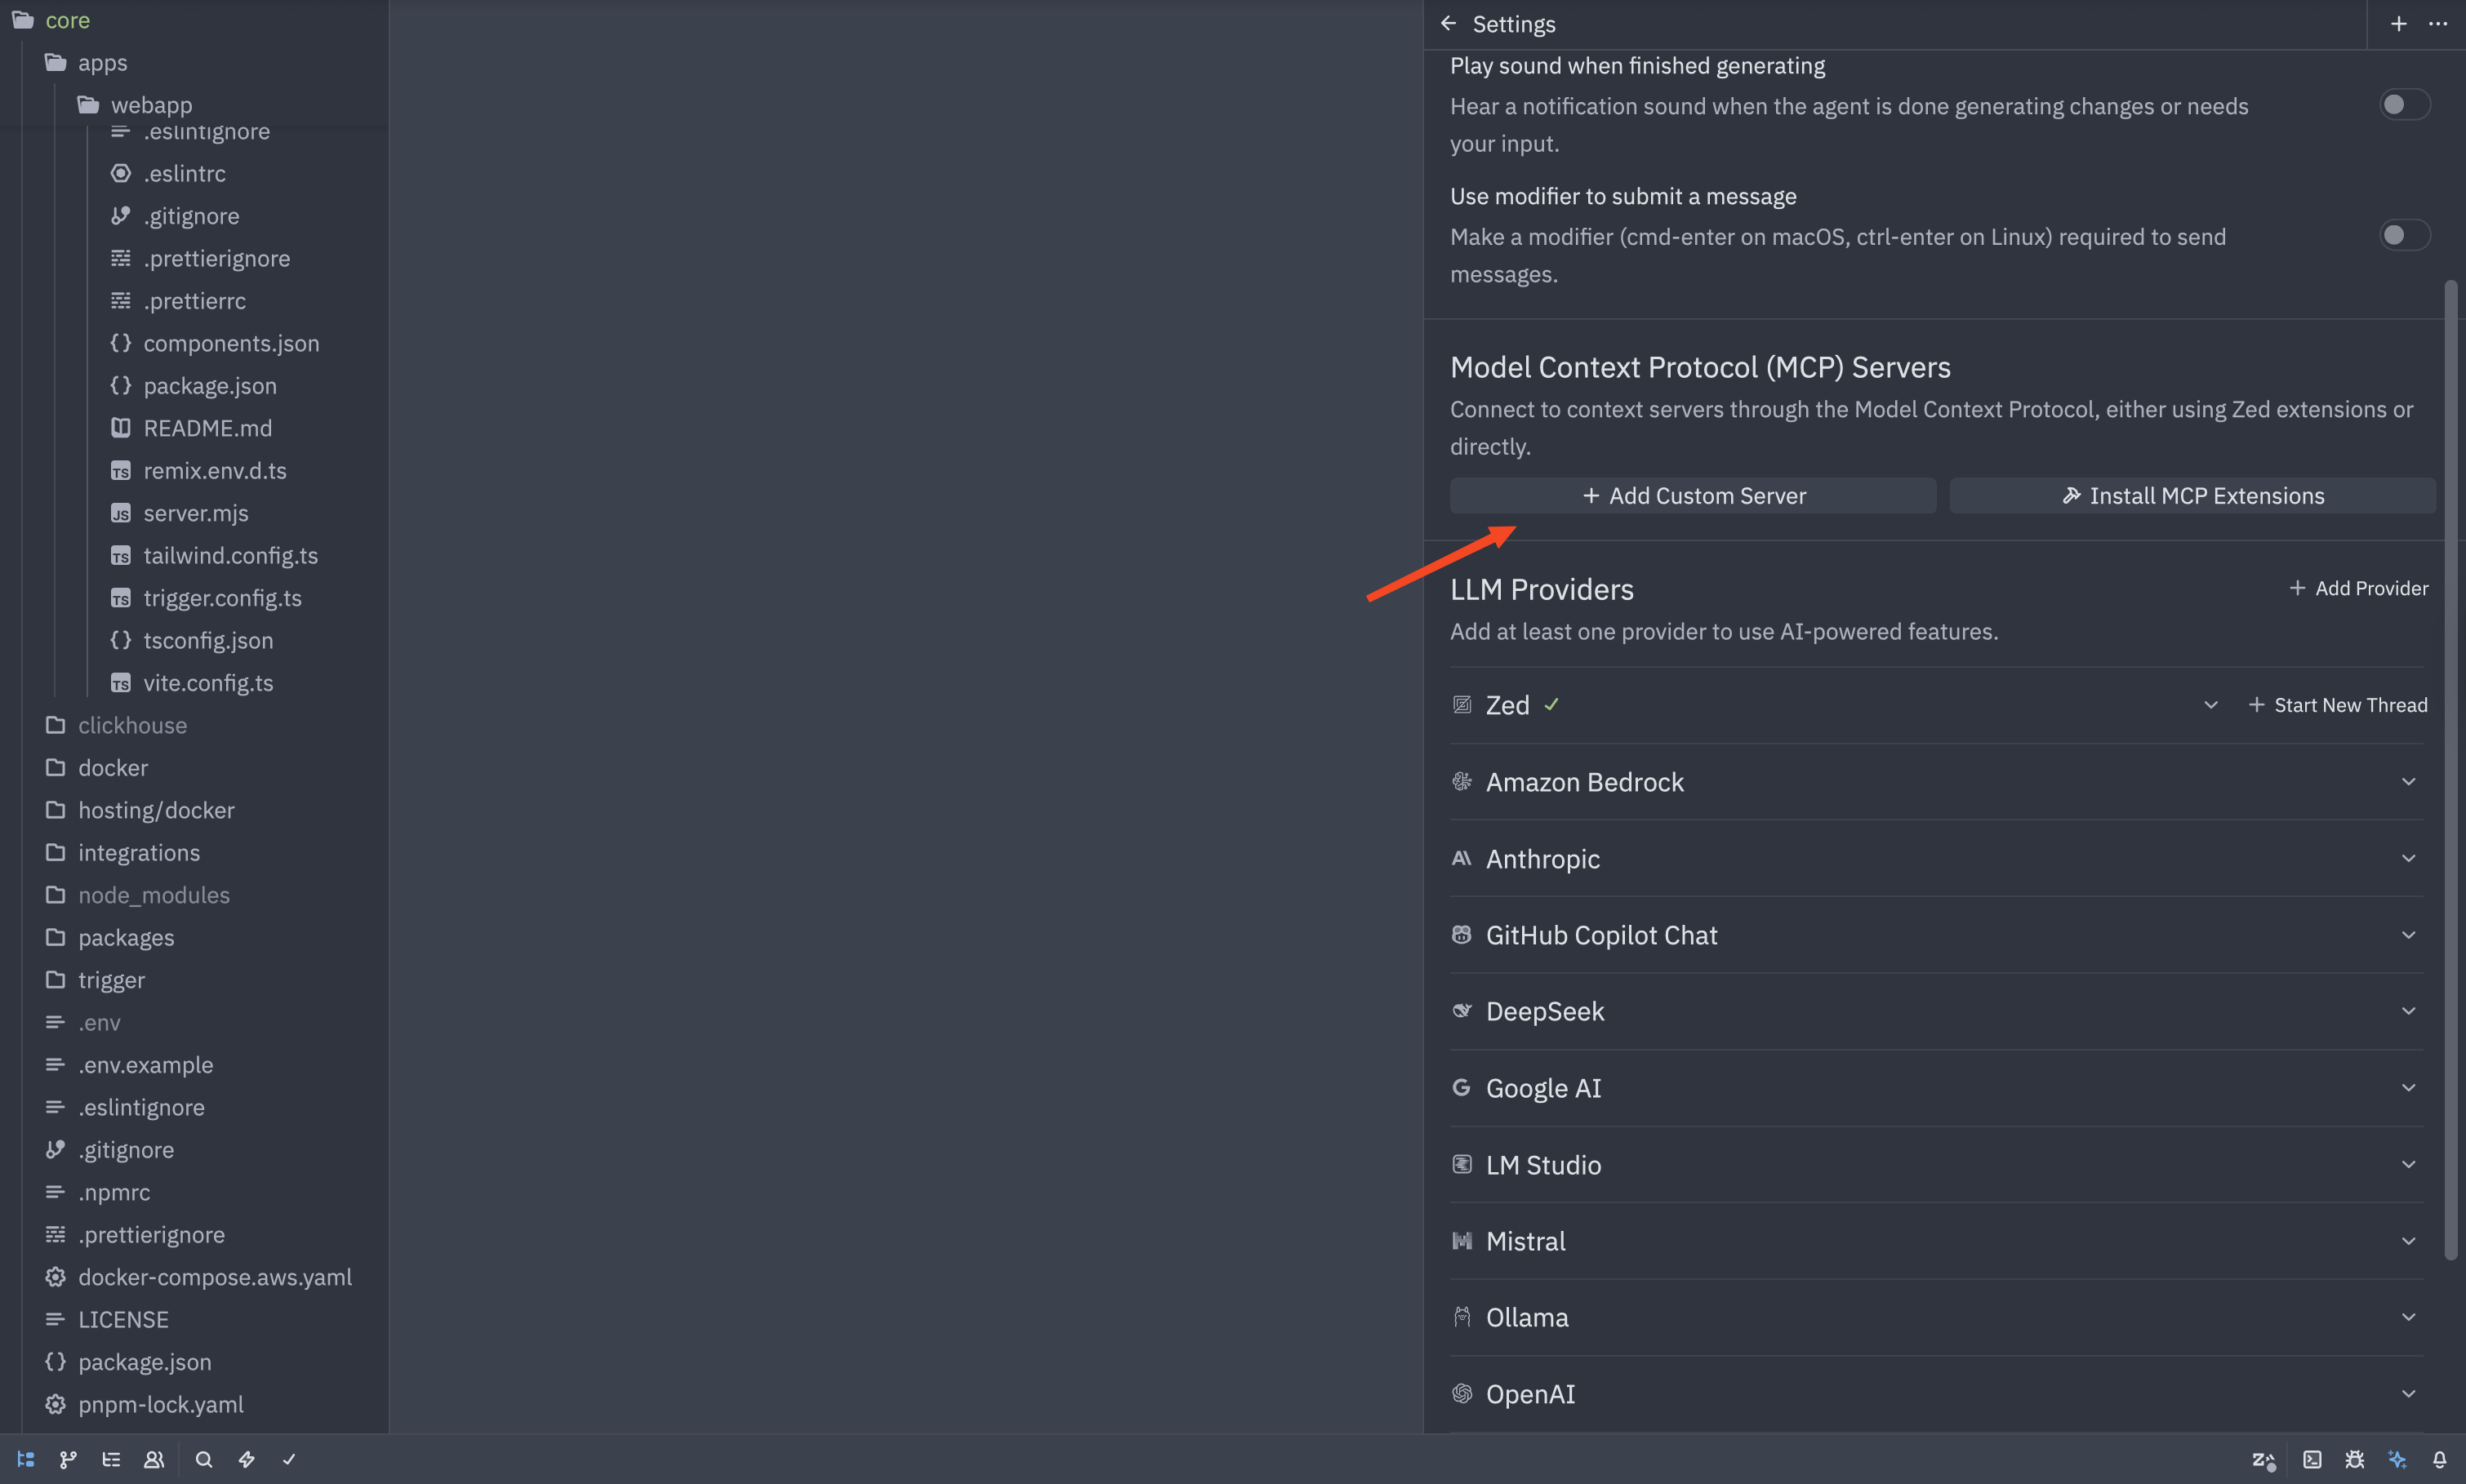 core
apps
webapp
.eslintignore
.eslintrc
.gitignore
.prettierignore
.prettierrc
components.json
package.json
README.md
remix.env.d.ts
server.mjs
tailwind.config.ts
trigger.config.ts
tsconfig.json
vite.config.ts
clickhouse
docker
hosting/docker
integrations
node_modules
packages
trigger
.env
.env.example
.eslintignore
.gitignore
.npmrc
.prettierignore
docker-compose.aws.yaml
LICENSE
package.json
pnpm-lock.yaml
Settings
Play sound when finished generating
Hear a notification sound when the agent is done generating changes or needs
your input.
Use modifier to submit a message
Make a modifier (cmd-enter on macOS, ctrl-enter on Linux) required to send
messages.
Model Context Protocol (MCP) Servers
Connect to context servers through the Model Context Protocol, either using Zed extensions or
directly.
+ Add Custom Server
Install MCP Extensions
LLM Providers
+ Add Provider
Add at least one provider to use AI-powered features.
Zed
+ Start New Thread
Amazon Bedrock
Anthropic
GitHub Copilot Chat
DeepSeek
Google AI
LM Studio
Mistral
Ollama
OpenAI